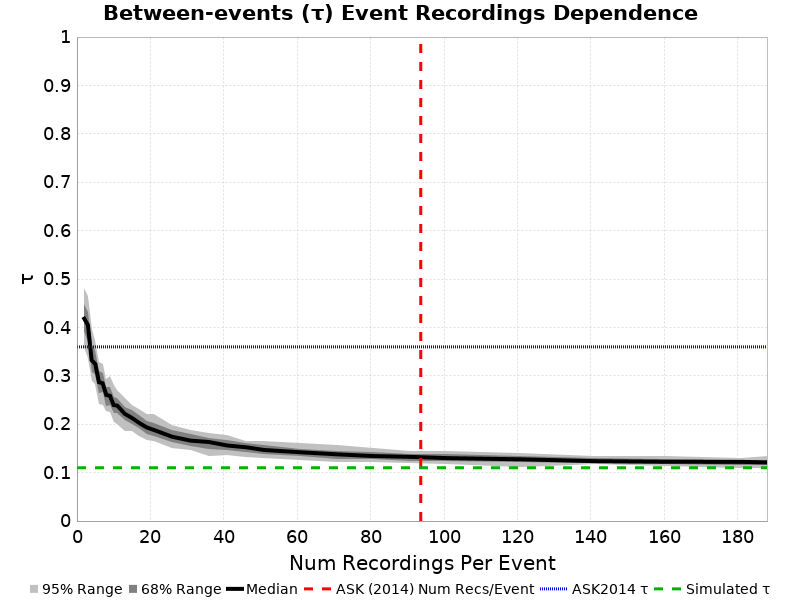 Between-events (τ) Event Recordings Dependence
1
0.9
0.8
0.7
0.6
0.5
0.4
0.3
0.2
0.1
0
τ
0 20 40 60 80 100 120 140 160 180
Num Recordings Per Event
95% Range 68% Range Median ASK (2014) Num Recs/Event ASK2014 τ Simulated τ